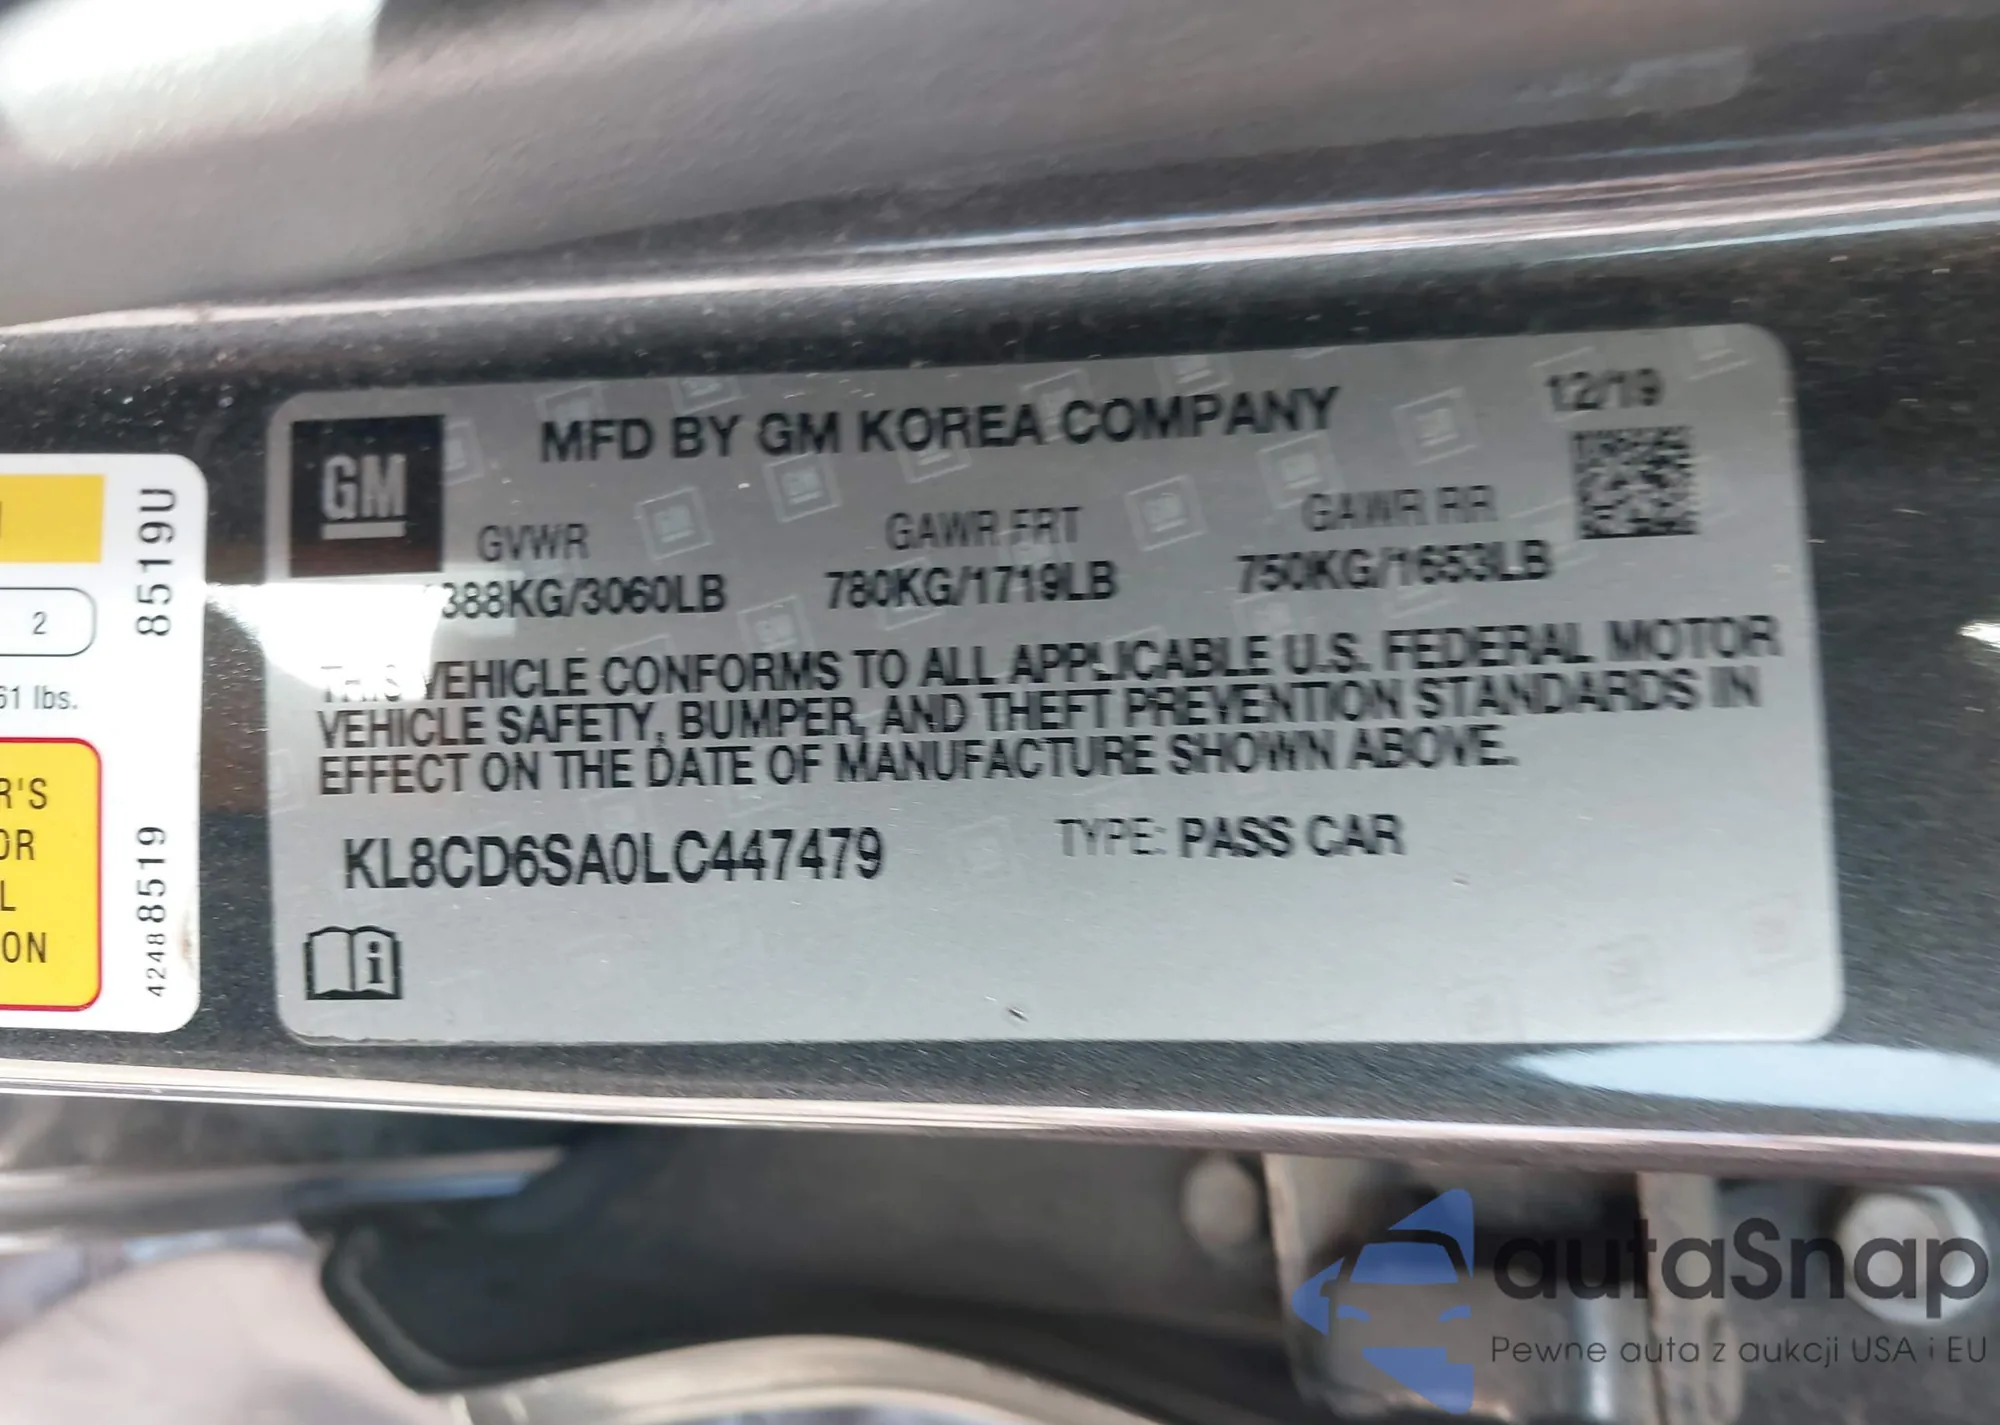 2
61 lbs.
R'S
OR
L
ON
8519U
42488519
GM
MFD BY GM KOREA COMPANY
12/19
GVWR
GAWR FRT
GAWR RR
388KG/3060LB
780KG/1719LB
750KG/1653LB
THIS VEHICLE CONFORMS TO ALL APPLICABLE U.S. FEDERAL MOTOR
VEHICLE SAFETY, BUMPER, AND THEFT PREVENTION STANDARDS IN
EFFECT ON THE DATE OF MANUFACTURE SHOWN ABOVE.
KL8CD6SA0LC447479
TYPE: PASS CAR
autaSnap
Pewne auta z aukcji USA i EU